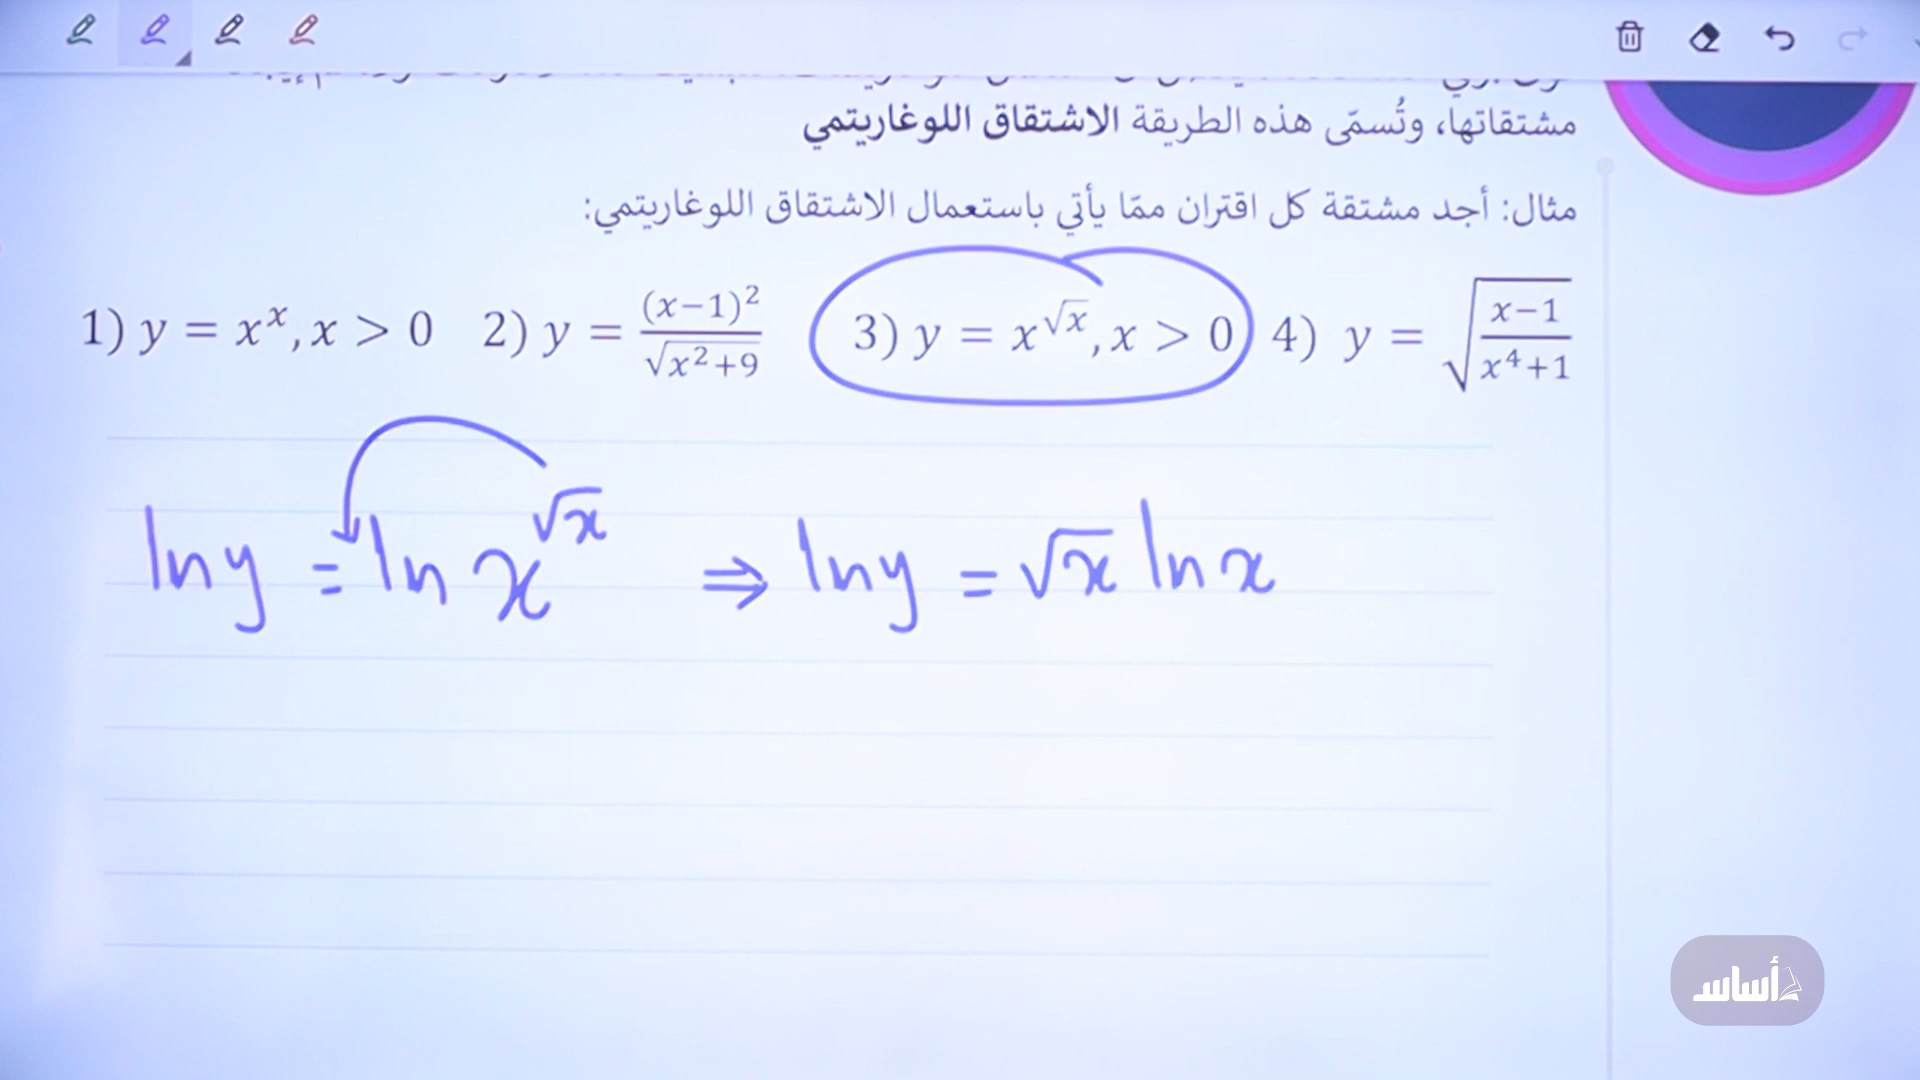 مشتقاتها، وتُسمّى هذه الطريقة الاشتقاق اللوغاريتمي
مثال: أجد مشتقة كل اقتران ممّا يأتي باستعمال الاشتقاق اللوغاريتمي:
1) y = x^x, x > 0 2) y = (x−1)^2/√(x^2+9) 3) y = x^√x, x > 0 4) y = √((x−1)/(x^4+1))
ln y = ln x^√x ⇒ ln y = √x ln x
أساس